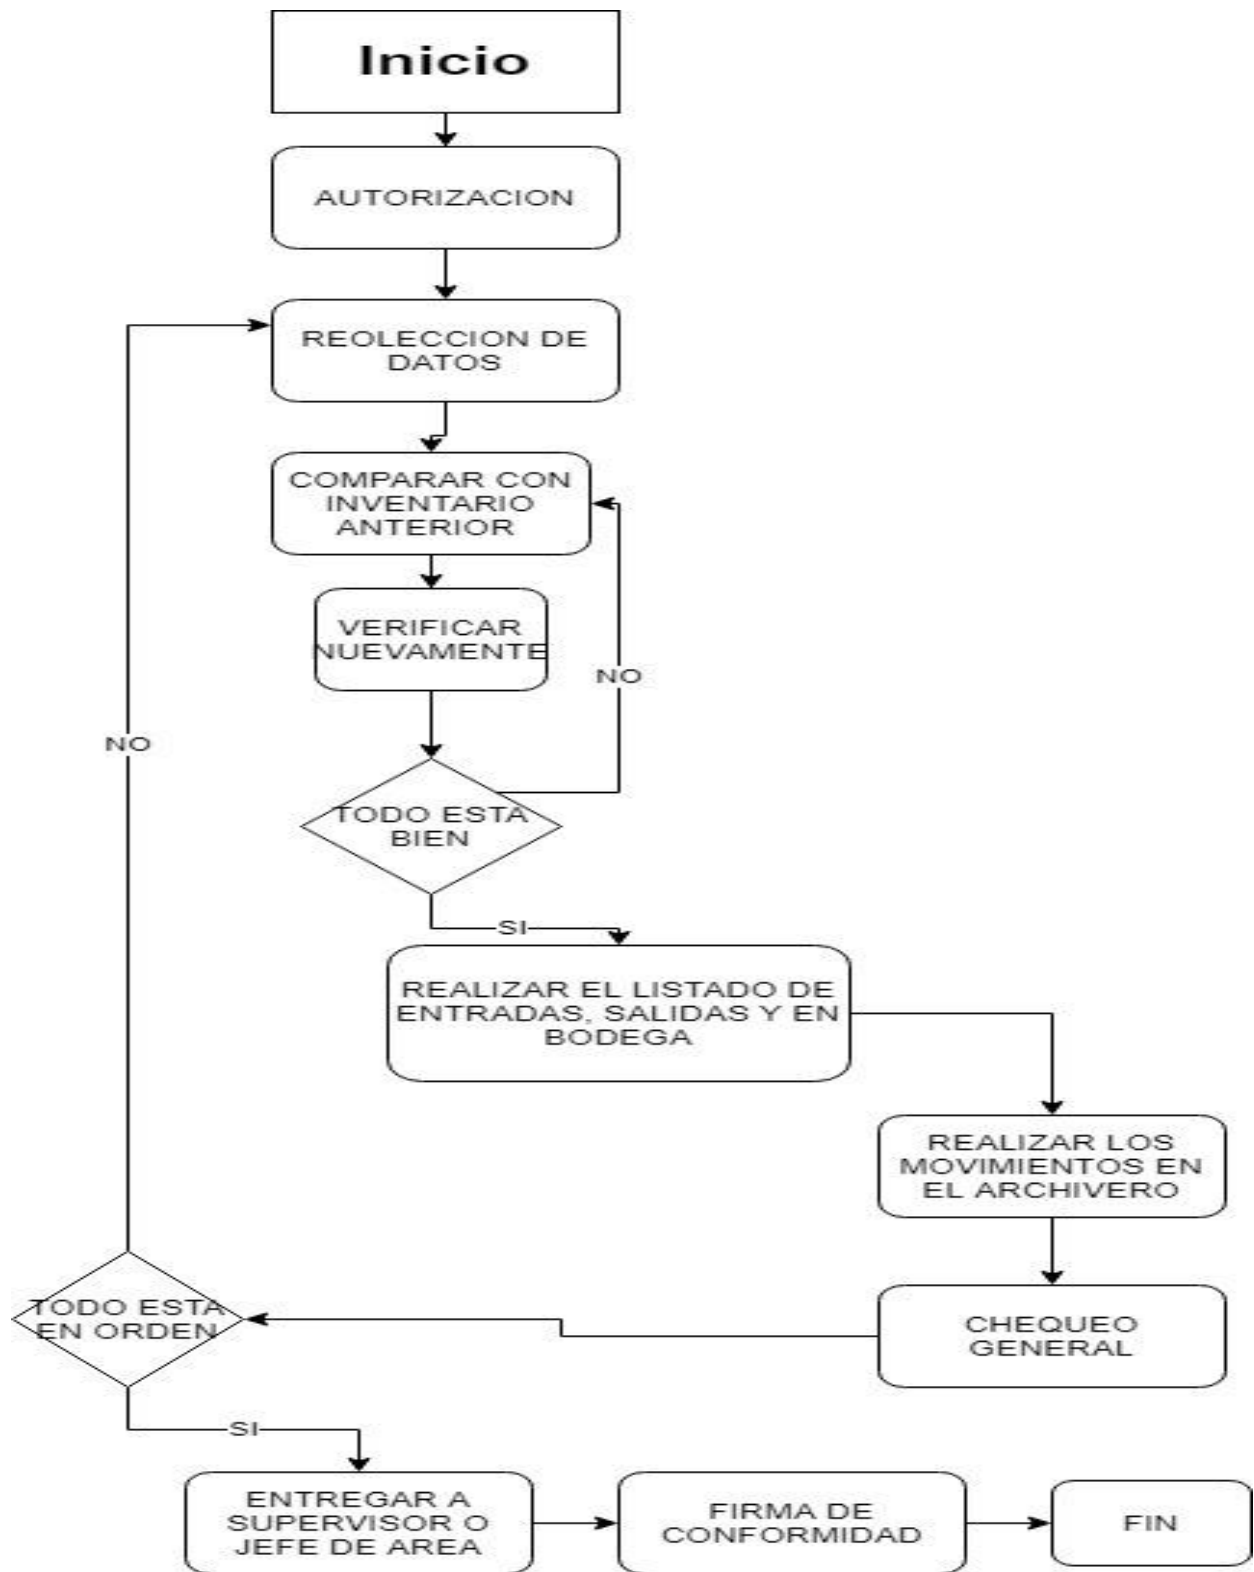 Inicio
AUTORIZACION
REOLECCION DE
DATOS
COMPARAR CON
INVENTARIO
ANTERIOR
VERIFICAR
NUEVAMENTE
NO
NO
TODO ESTA
BIEN
SI
REALIZAR EL LISTADO DE
ENTRADAS, SALIDAS Y EN
BODEGA
REALIZAR LOS
MOVIMIENTOS EN
EL ARCHIVERO
CHEQUEO
GENERAL
TODO ESTA
EN ORDEN
SI
ENTREGAR A
SUPERVISOR O
JEFE DE AREA
FIRMA DE
CONFORMIDAD
FIN